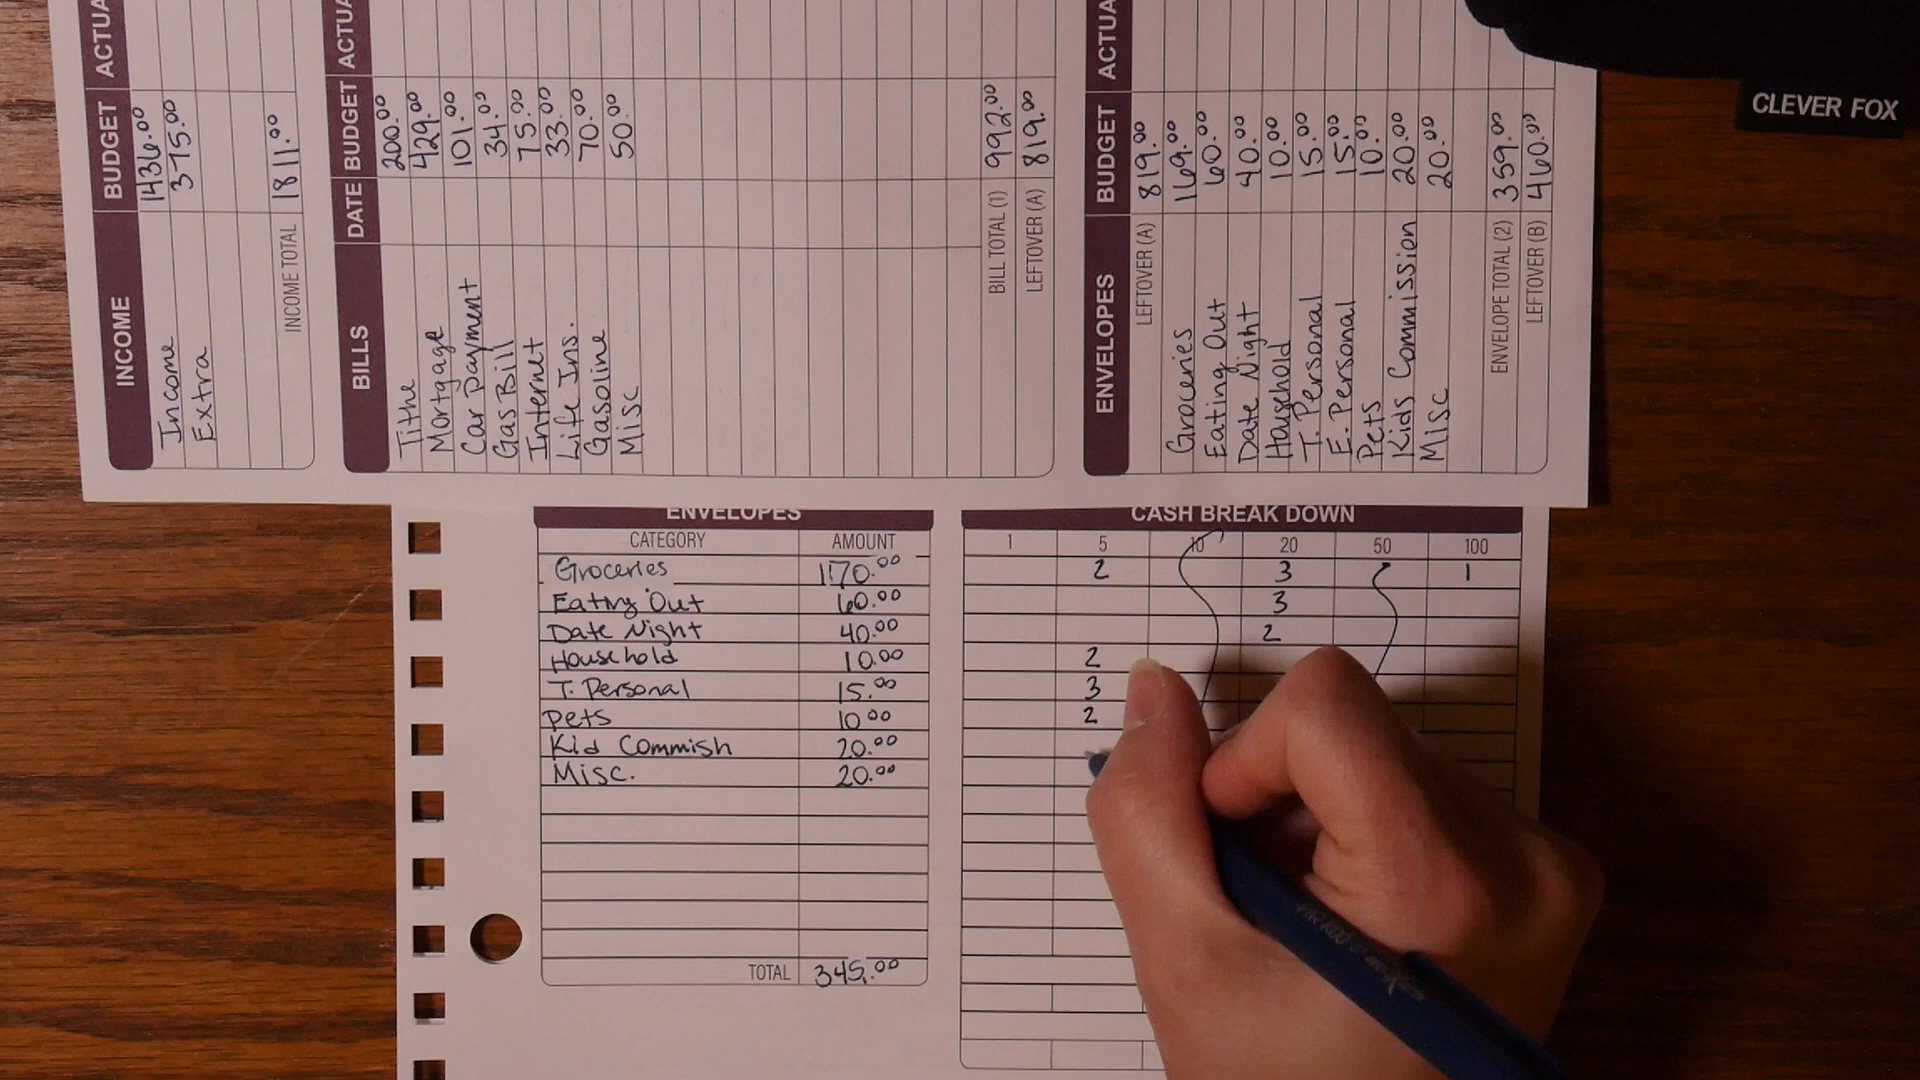 INCOME BUDGET ACTUA
Income 1436.00
Extra 375.00
INCOME TOTAL 1811.00
BILLS DATE BUDGET ACTUA
Tithe 200.00
Mortgage 429.00
Car Payment 101.00
Gas Bill 34.00
Internet 75.00
Life Ins. 33.00
Gasoline 70.00
Misc 50.00
BILL TOTAL (1) 992.00
LEFTOVER (A) 819.00
ENVELOPES BUDGET ACTUA
LEFTOVER (A) 819.00
Groceries 169.00
Eating Out 60.00
Date Night 40.00
Household 10.00
T. Personal 15.00
E. Personal 15.00
Pets 10.00
Kids Commission 20.00
Misc 20.00
ENVELOPE TOTAL (2) 359.00
LEFTOVER (B) 460.00
CLEVER FOX
ENVELOPES
CATEGORY AMOUNT
Groceries 170.00
Eating Out 60.00
Date Night 40.00
Household 10.00
T. Personal 15.00
Pets 10 00
Kid Commish 20.00
Misc. 20.00
TOTAL 345.00
CASH BREAK DOWN
1 5 10 20 50 100
2 3 1
3
2
2
3
2